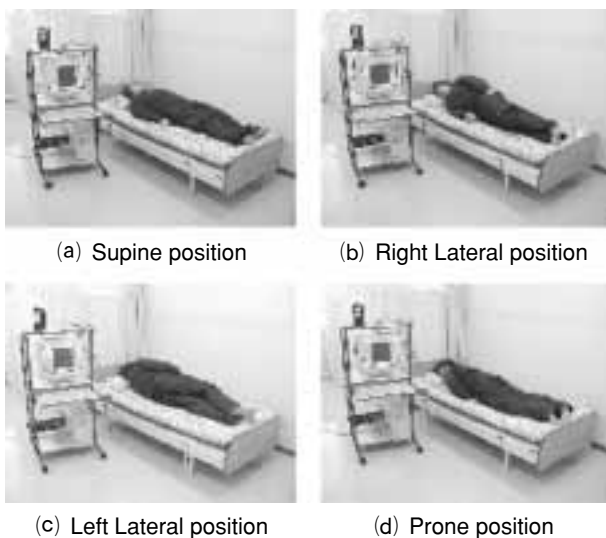 (a) Supine position
(b) Right Lateral position
(c) Left Lateral position
(d) Prone position